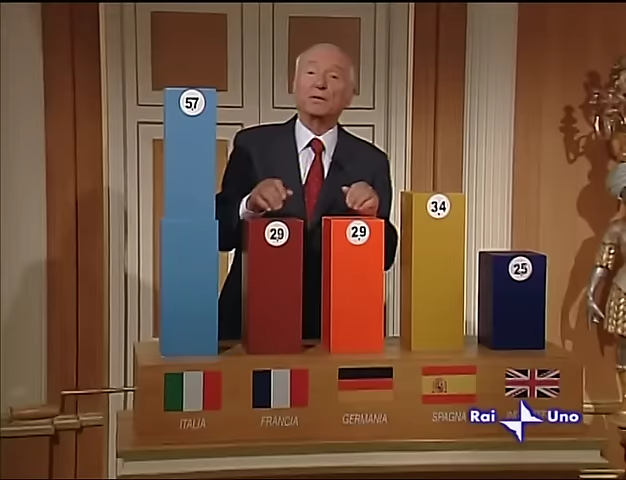 57
29
29
34
25
ITALIA
FRANCIA
GERMANIA
SPAGNA
Rai Uno